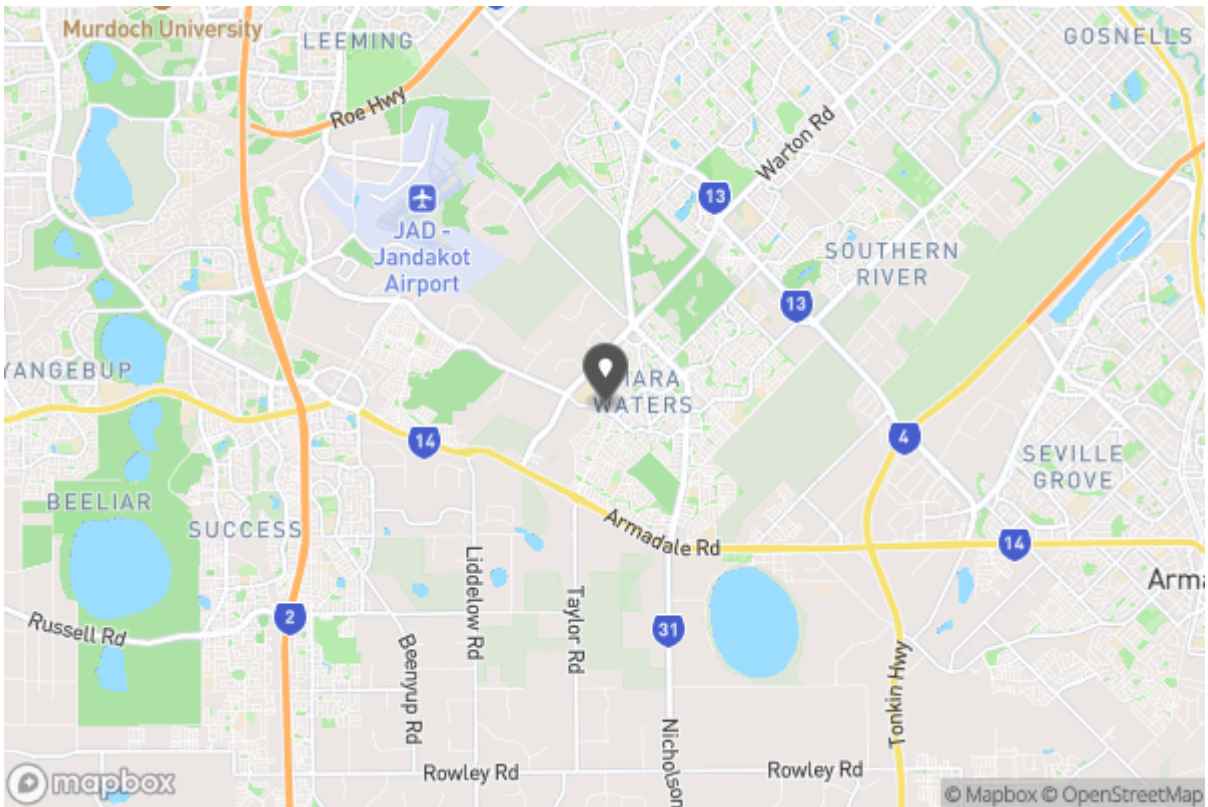 Murdoch University
LEEMING
GOSNELLS
Roe Hwy
Warton Rd
13
JAD -
Jandakot
Airport
SOUTHERN
RIVER
13
YANGEBUP
IARA
WATERS
14
4
SEVILLE
GROVE
BEELIAR
SUCCESS
Armadale Rd
14
Liddelow Rd
Taylor Rd
Arma
2
Russell Rd
31
Beenyup Rd
Tonkin Hwy
Nicholson
Rowley Rd
Rowley Rd
mapbox
© Mapbox © OpenStreetMap